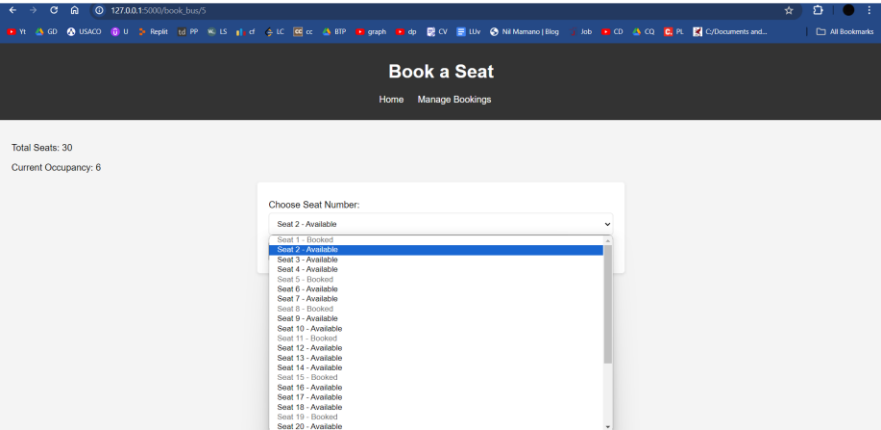 127.0.0.1:5000/book_bus/5
Yt GD USACO U Replit PP LS cf LC cc BTP graph dp CV LUv Nil Mamano | Blog Job CD CQ PL C:/Documents and... All Bookmarks
Book a Seat
Home Manage Bookings
Total Seats: 30
Current Occupancy: 6
Choose Seat Number:
Seat 2 - Available
Seat 1 - Booked
Seat 2 - Available
Seat 3 - Available
Seat 4 - Available
Seat 5 - Booked
Seat 6 - Available
Seat 7 - Available
Seat 8 - Booked
Seat 9 - Available
Seat 10 - Available
Seat 11 - Booked
Seat 12 - Available
Seat 13 - Available
Seat 14 - Available
Seat 15 - Booked
Seat 16 - Available
Seat 17 - Available
Seat 18 - Available
Seat 19 - Booked
Seat 20 - Available